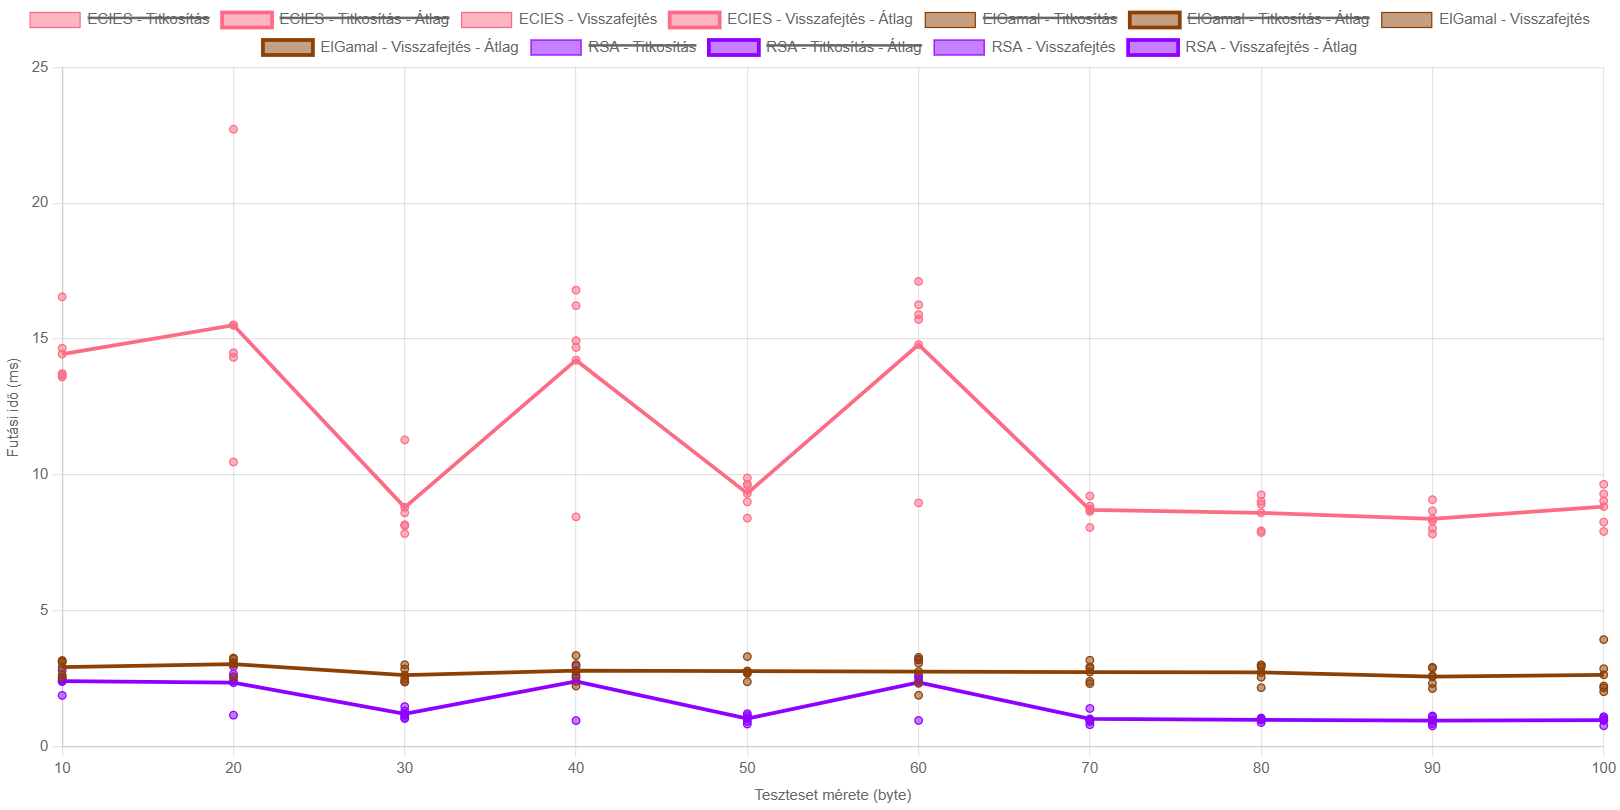 ECIES - Titkosítás ECIES - Titkosítás - Átlag ECIES - Visszafejtés ECIES - Visszafejtés - Átlag ElGamal - Titkosítás ElGamal - Titkosítás - Átlag ElGamal - Visszafejtés
ElGamal - Visszafejtés - Átlag RSA - Titkosítás RSA - Titkosítás - Átlag RSA - Visszafejtés RSA - Visszafejtés - Átlag
25
20
15
10
5
0
Futási idő (ms)
10 20 30 40 50 60 70 80 90 100
Teszteset mérete (byte)